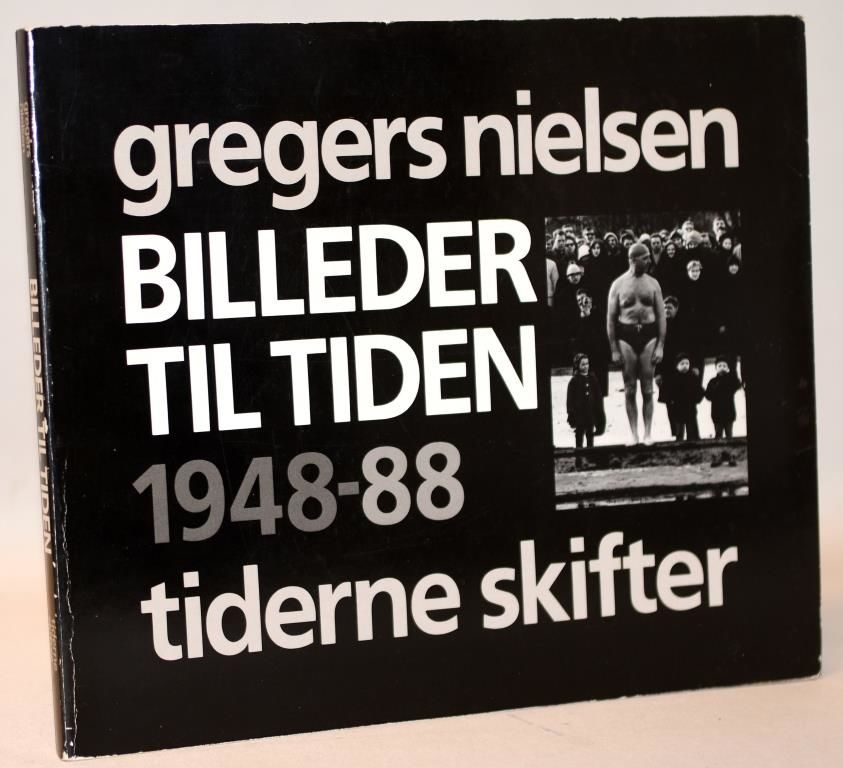 gregers nielsen
BILLEDER
TIL TIDEN
1948-88
tiderne skifter
BILLEDER TIL TIDEN